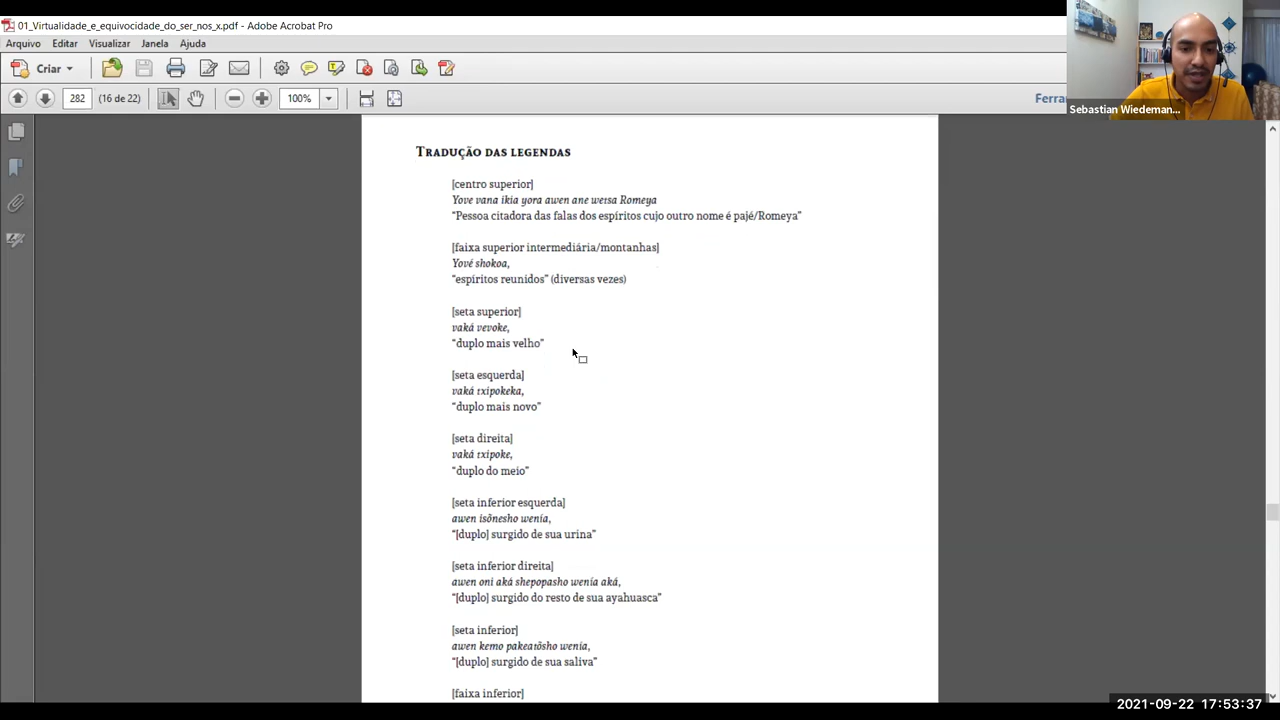 01_Virtualidade_e_equivocidade_do_ser_nos_x.pdf - Adobe Acrobat Pro
Arquivo Editar Visualizar Janela Ajuda
Criar
282 (16 de 22) 100% Ferra
Sebastian Wiedeman...
TRADUÇÃO DAS LEGENDAS
[centro superior]
Yove vana ikia yora awen ane wetsa Romeya
“Pessoa citadora das falas dos espíritos cujo outro nome é pajé/Romeya”
[faixa superior intermediária/montanhas]
Yové shokoa,
“espíritos reunidos” (diversas vezes)
[seta superior]
vaká vevoke,
“duplo mais velho”
[seta esquerda]
vaká txipokeka,
“duplo mais novo”
[seta direita]
vaká txipoke,
“duplo do meio”
[seta inferior esquerda]
awen isõnesho wenía,
“[duplo] surgido de sua urina”
[seta inferior direita]
awen oni aká shepopasho wenía aká,
“[duplo] surgido do resto de sua ayahuasca”
[seta inferior]
awen kemo pakeatõsho wenía,
“[duplo] surgido de sua saliva”
[faixa inferior]
2021-09-22 17:53:37